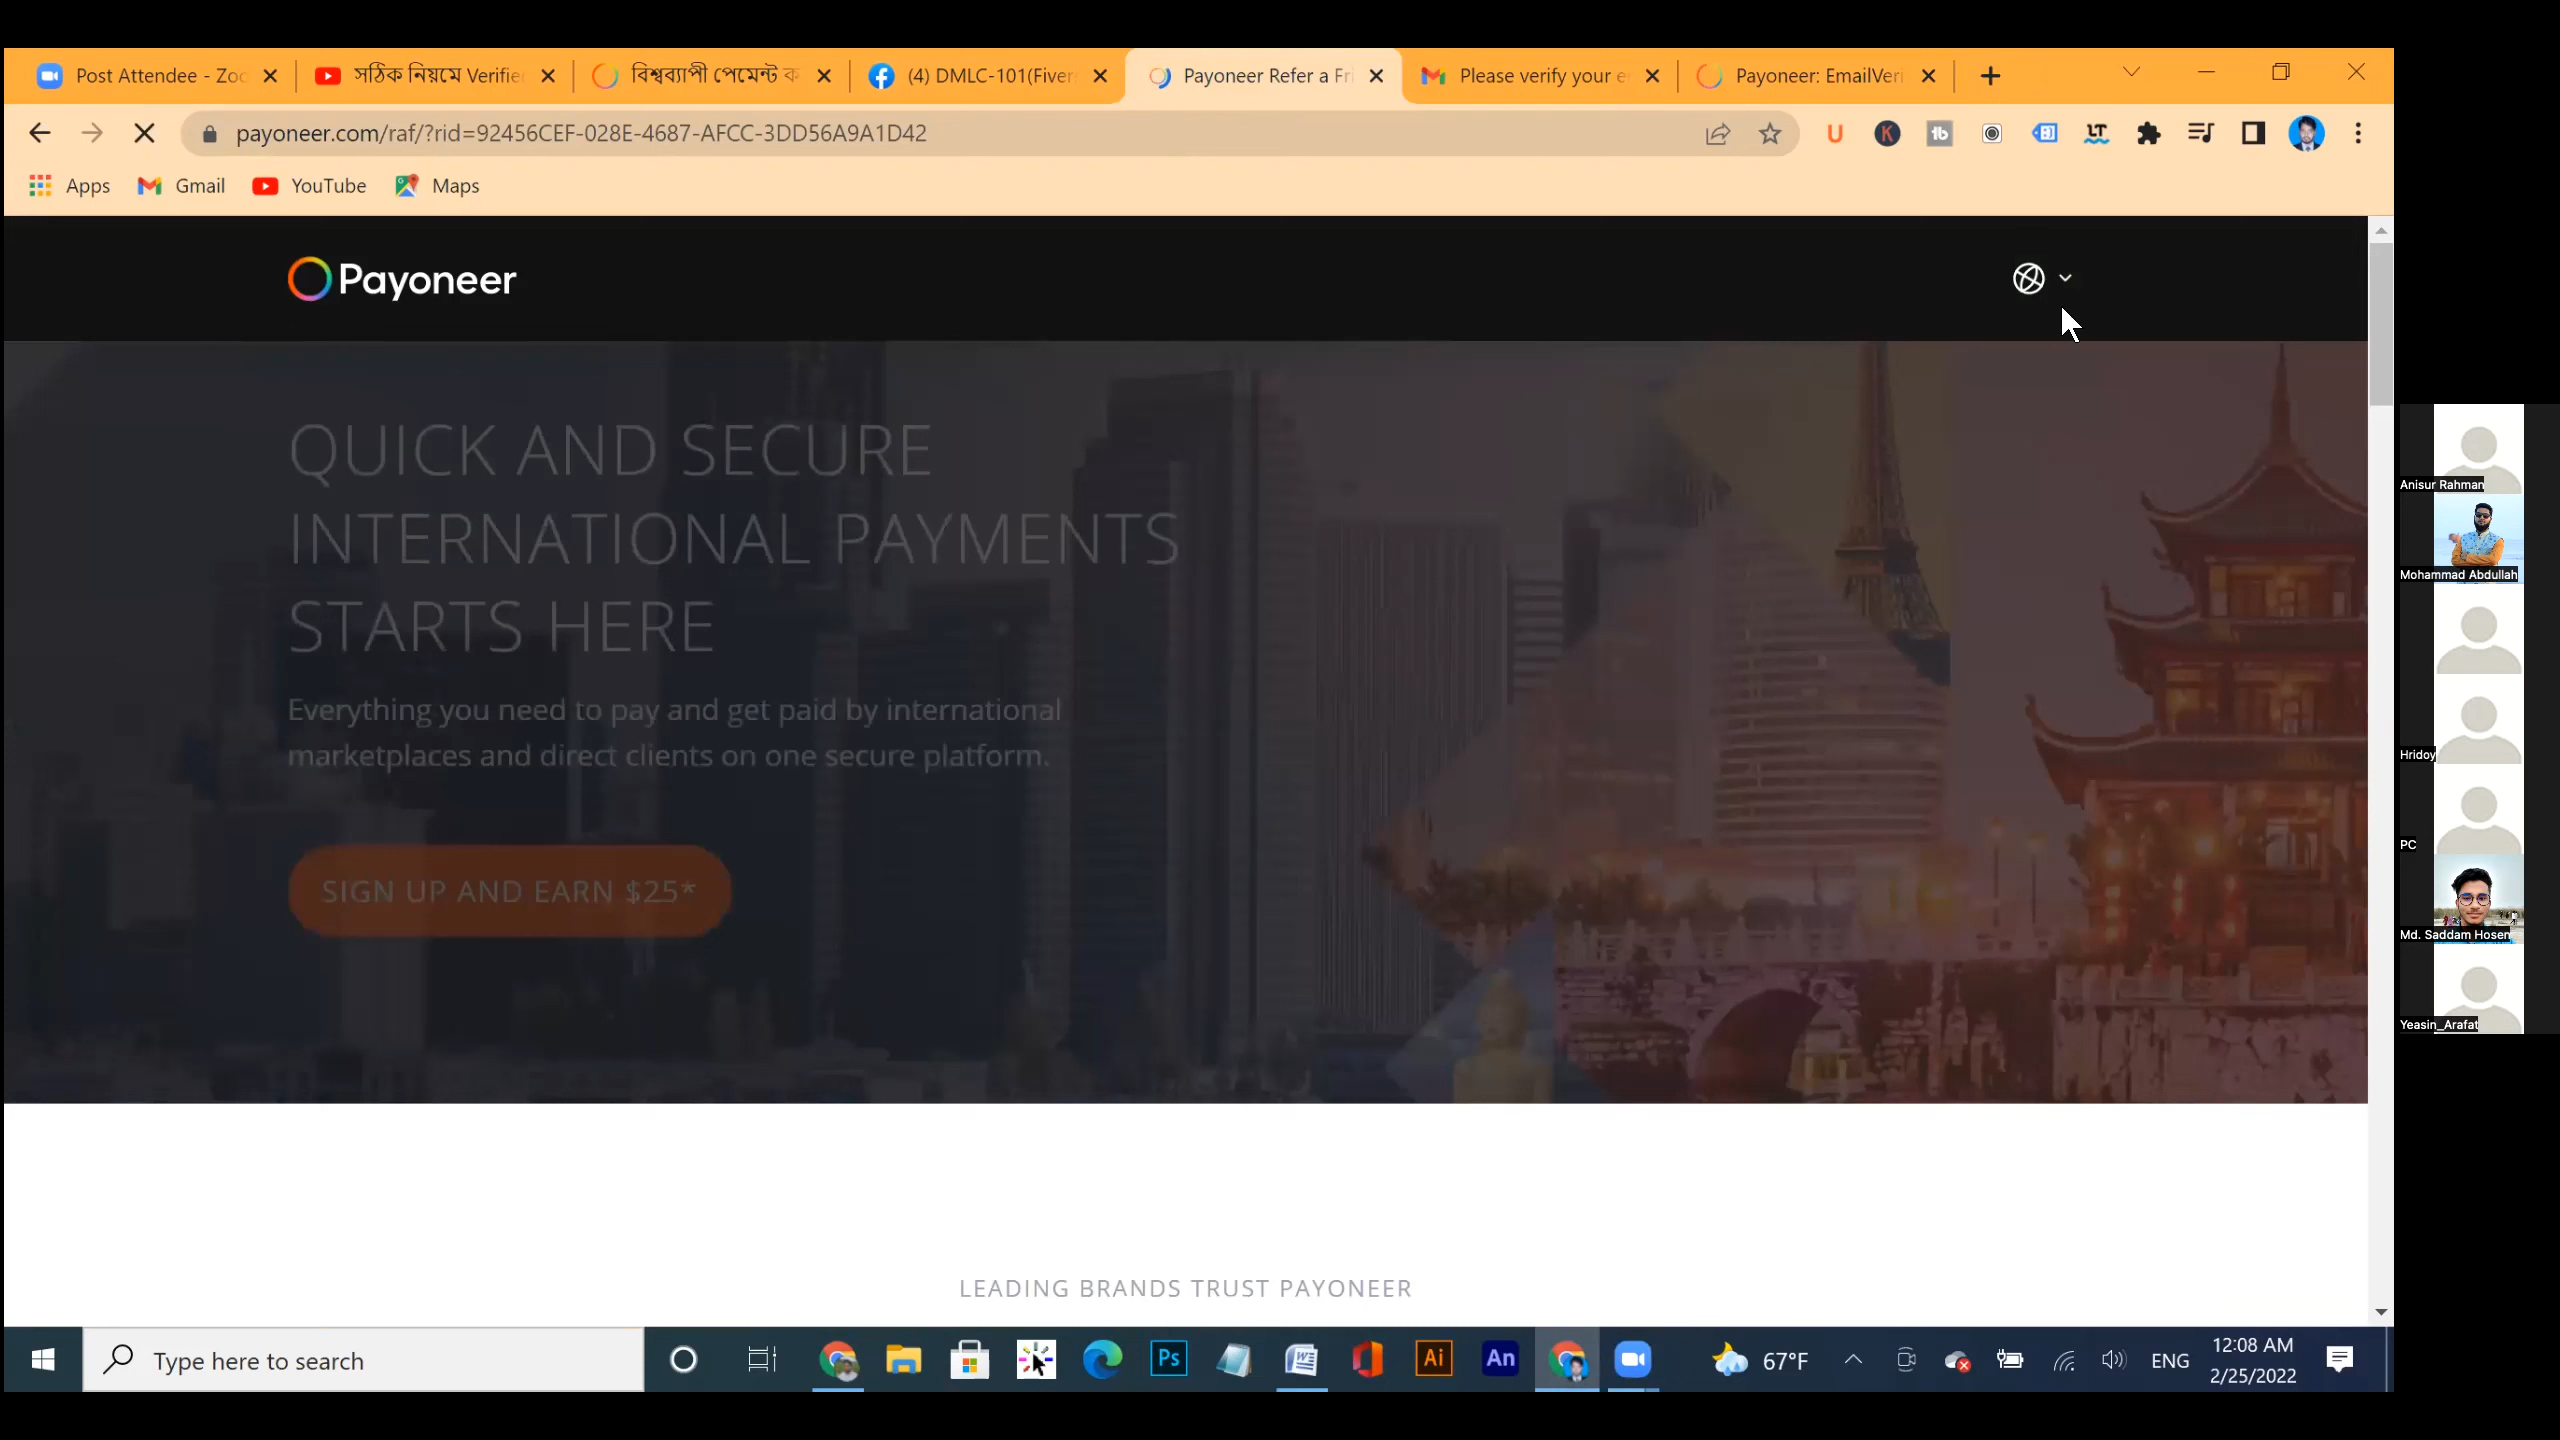 Post Attendee - Zoo
সঠিক নিয়মে Verifie
বিশ্বব্যাপী পেমেন্ট ক
(4) DMLC-101(Fiver
Payoneer Refer a Fri
Please verify your e
Payoneer: EmailVeri
payoneer.com/raf/?rid=92456CEF-028E-4687-AFCC-3DD56A9A1D42
Apps
Gmail
YouTube
Maps
Payoneer
QUICK AND SECURE
INTERNATIONAL PAYMENTS
STARTS HERE
Everything you need to pay and get paid by international
marketplaces and direct clients on one secure platform.
SIGN UP AND EARN $25*
LEADING BRANDS TRUST PAYONEER
Anisur Rahman
Mohammad Abdullah
Hridoy
PC
Md. Saddam Hosen
Yeasin_Arafat
Type here to search
Ps
Ai
An
67°F
ENG
12:08 AM
2/25/2022